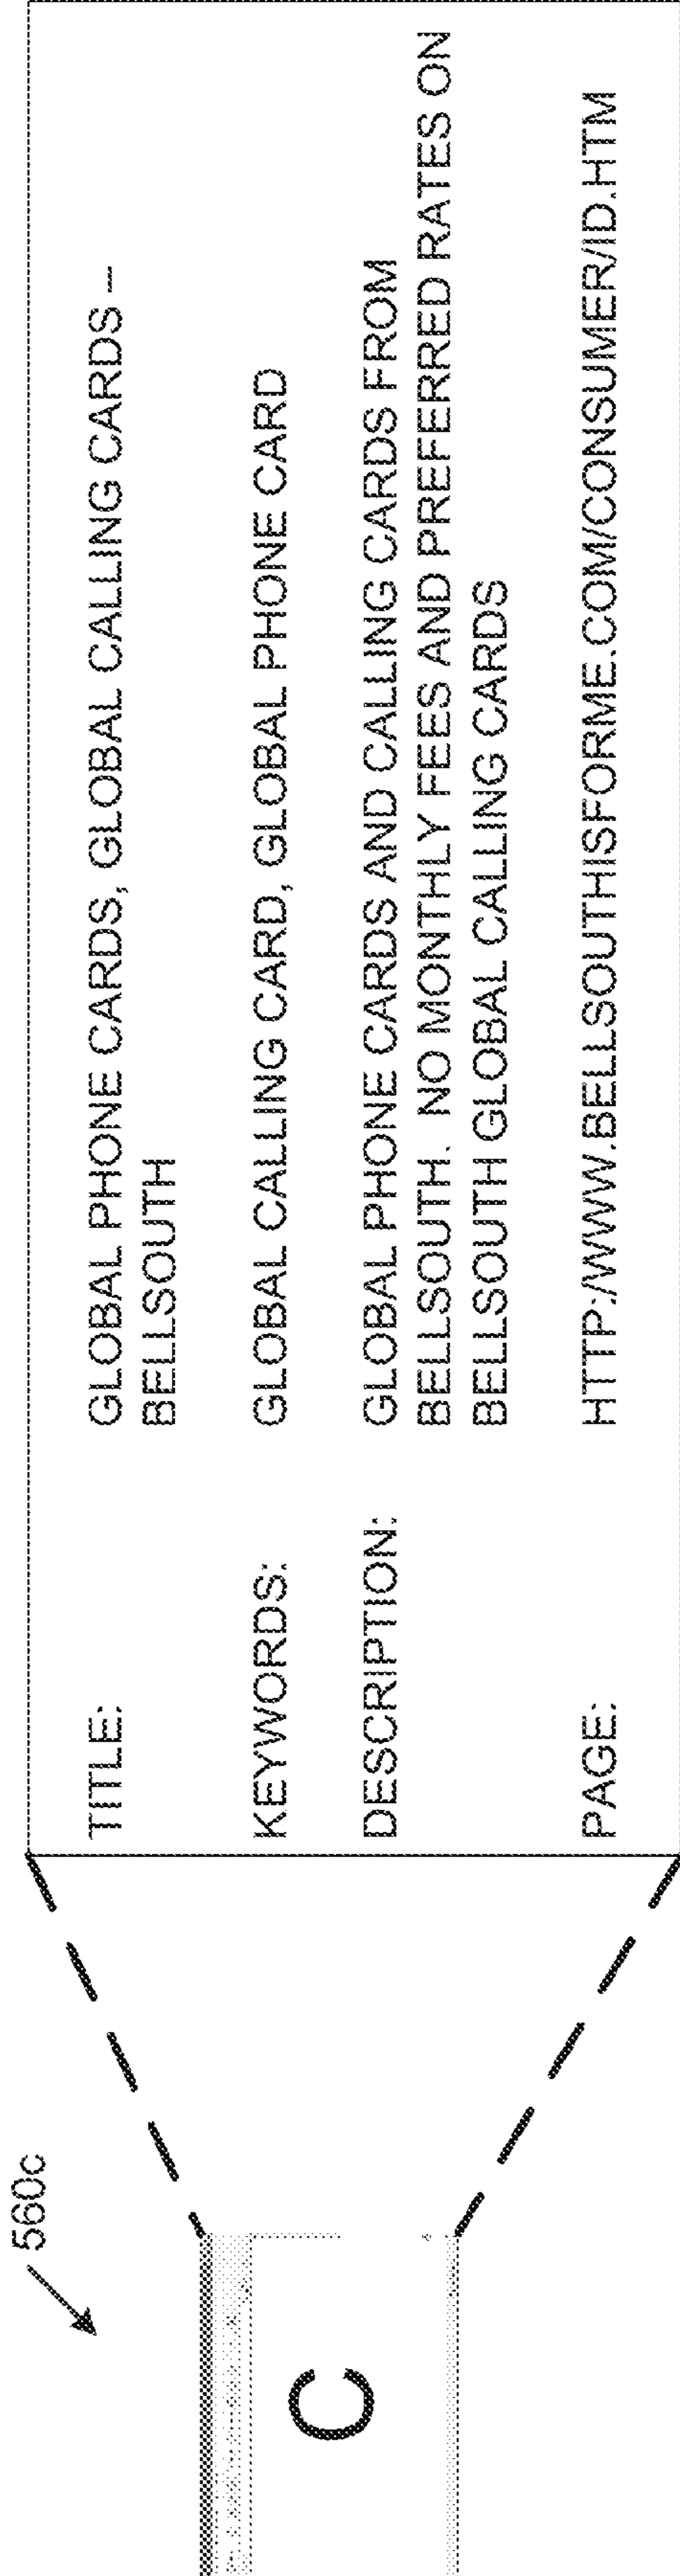 560c
C
TITLE: GLOBAL PHONE CARDS, GLOBAL CALLING CARDS –
BELLSOUTH
KEYWORDS: GLOBAL CALLING CARD, GLOBAL PHONE CARD
DESCRIPTION: GLOBAL PHONE CARDS AND CALLING CARDS FROM
BELLSOUTH. NO MONTHLY FEES AND PREFERRED RATES ON
BELLSOUTH GLOBAL CALLING CARDS
PAGE: HTTP:/WWW.BELLSOUTHISFORME.COM/CONSUMER/ID.HTM